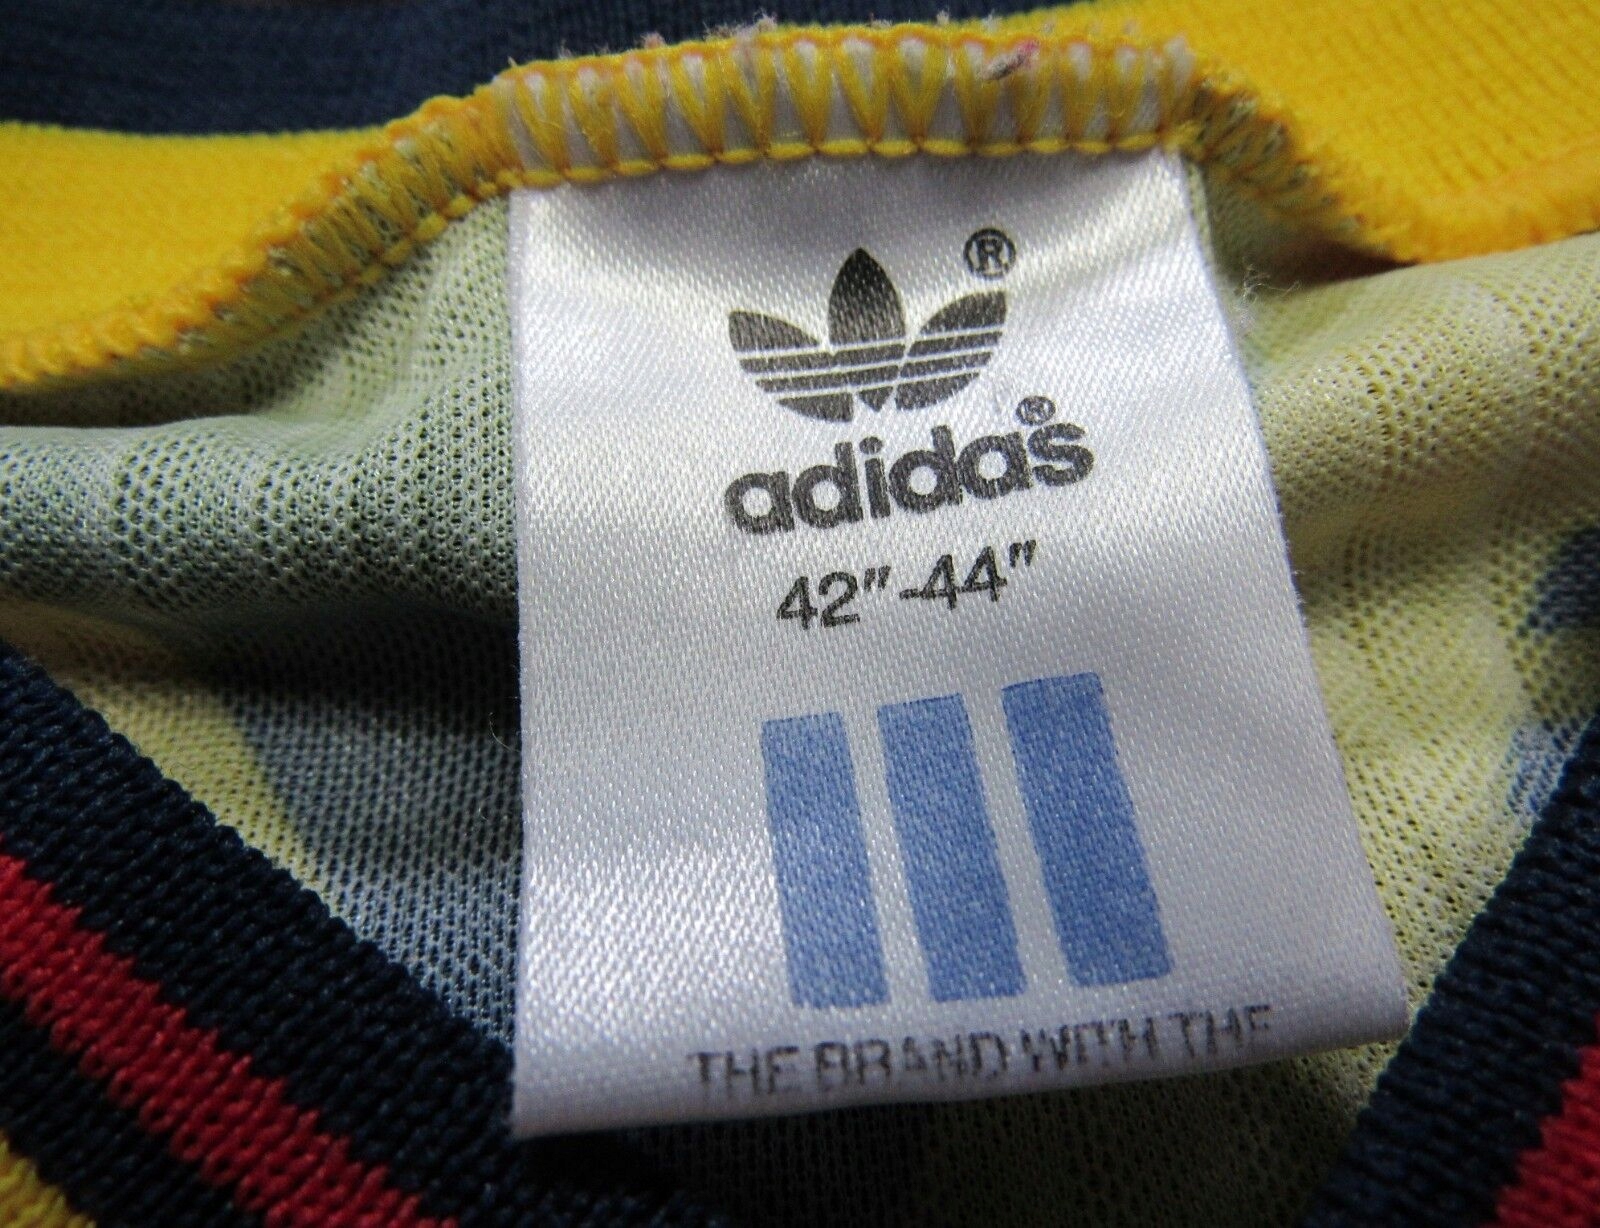 ®
adidas®
42"-44"
THE BRAND WITH THE